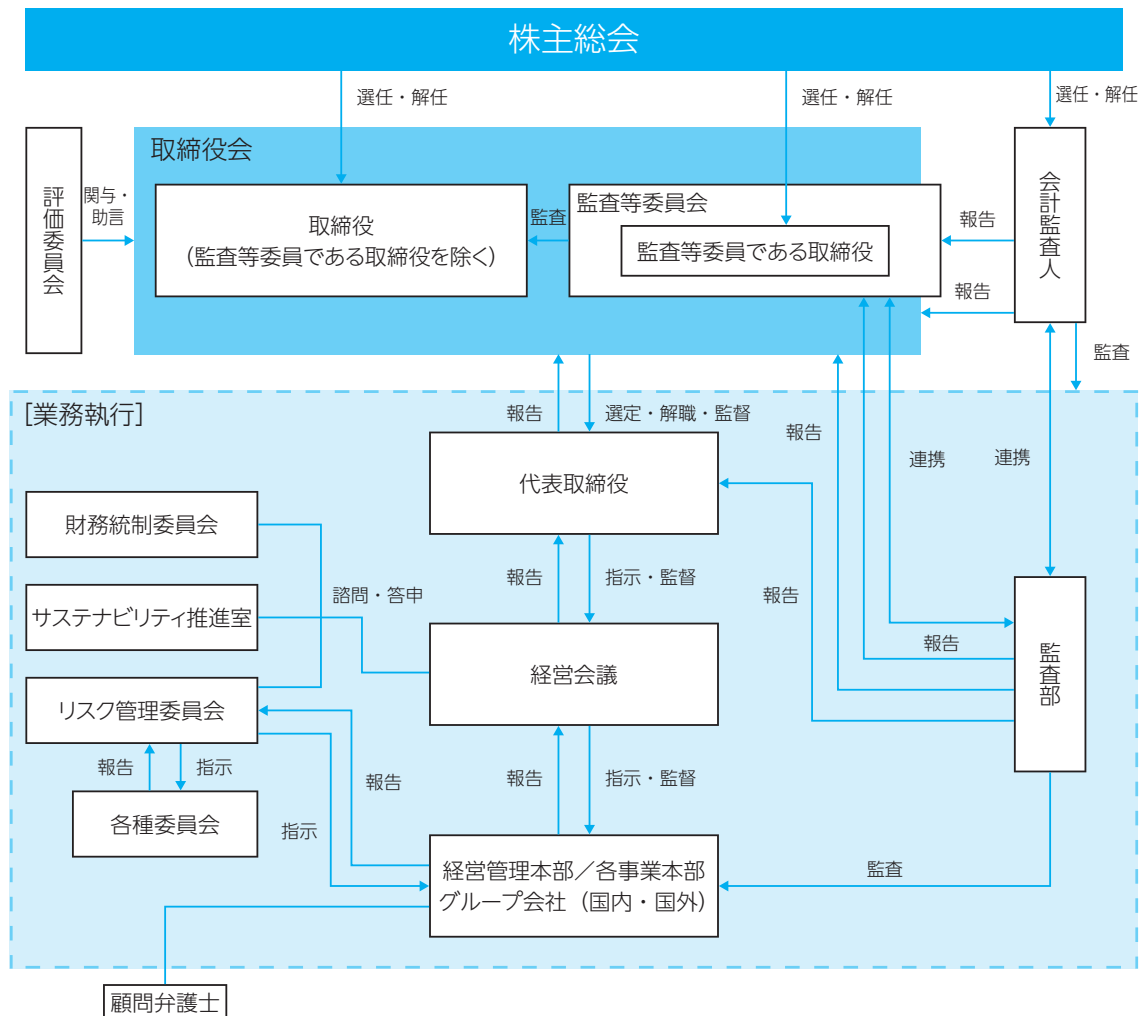 株主総会
選任・解任
選任・解任
選任・解任
取締役会
評価委員会
関与・
助言
取締役
(監査等委員である取締役を除く)
監査
監査等委員会
監査等委員である取締役
報告
報告
会計監査人
監査
[業務執行]
報告
選定・解職・監督
報告
連携
連携
代表取締役
財務統制委員会
報告
指示・監督
諮問・答申
報告
サステナビリティ推進室
報告
監査部
経営会議
リスク管理委員会
報告
指示
報告
報告
指示・監督
各種委員会
指示
経営管理本部／各事業本部
グループ会社（国内・国外）
監査
顧問弁護士